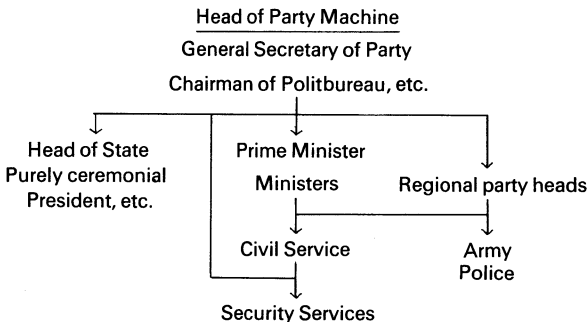 Head of Party Machine
General Secretary of Party
Chairman of Politbureau, etc.
Head of State
Purely ceremonial
President, etc.
Prime Minister
Ministers
Regional party heads
Civil Service
Army
Police
Security Services